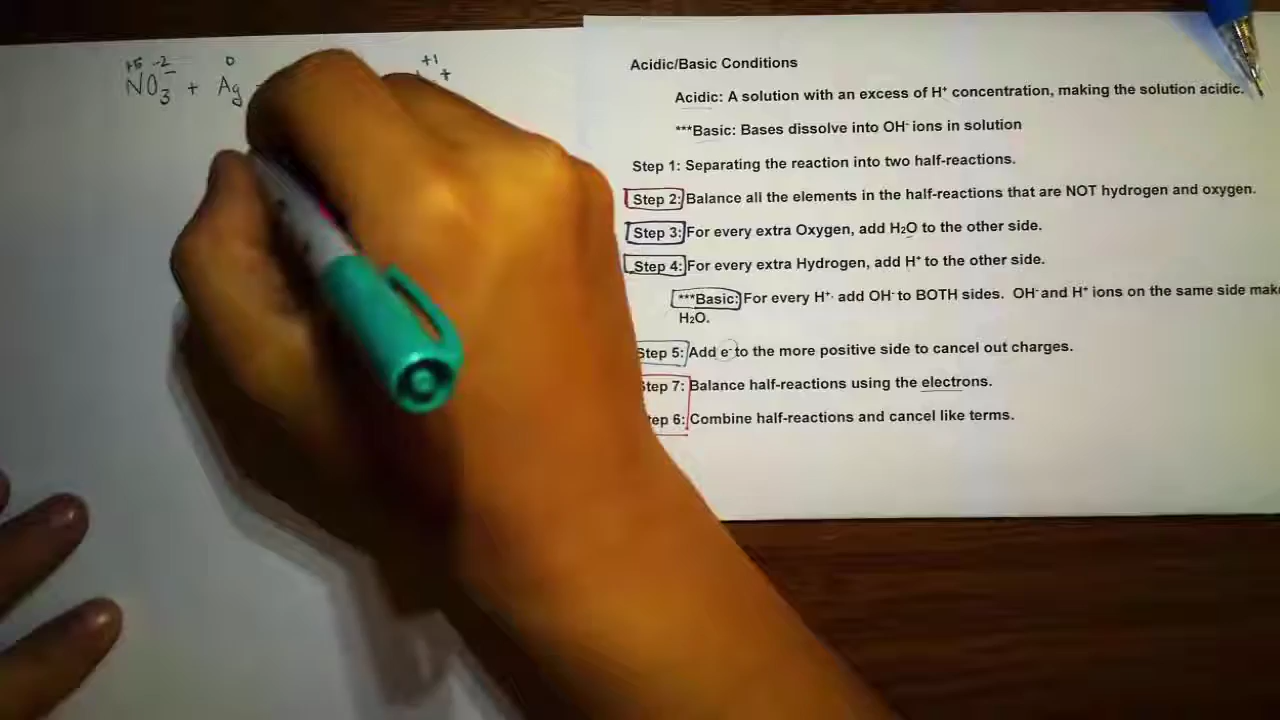 +5 -2 0 +1
NO₃⁻ + Ag +
Acidic/Basic Conditions
Acidic: A solution with an excess of H⁺ concentration, making the solution acidic.
***Basic: Bases dissolve into OH⁻ ions in solution
Step 1: Separating the reaction into two half-reactions.
Step 2: Balance all the elements in the half-reactions that are NOT hydrogen and oxygen.
Step 3: For every extra Oxygen, add H₂O to the other side.
Step 4: For every extra Hydrogen, add H⁺ to the other side.
***Basic: For every H⁺ add OH⁻ to BOTH sides. OH⁻ and H⁺ ions on the same side mak
H₂O.
Step 5: Add e⁻ to the more positive side to cancel out charges.
Step 7: Balance half-reactions using the electrons.
tep 6: Combine half-reactions and cancel like terms.